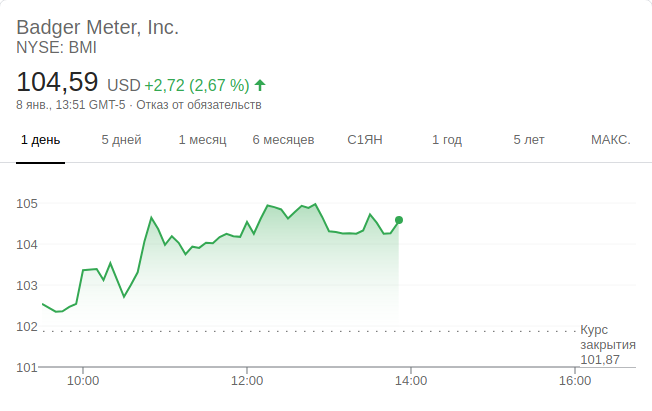 Badger Meter, Inc.
NYSE: BMI
104,59 USD +2,72 (2,67 %)
8 янв., 13:51 GMT-5 · Отказ от обязательств
1 день 5 дней 1 месяц 6 месяцев С1ЯН 1 год 5 лет МАКС.
105
104
103
102
101
Курс
закрытия
101,87
10:00 12:00 14:00 16:00